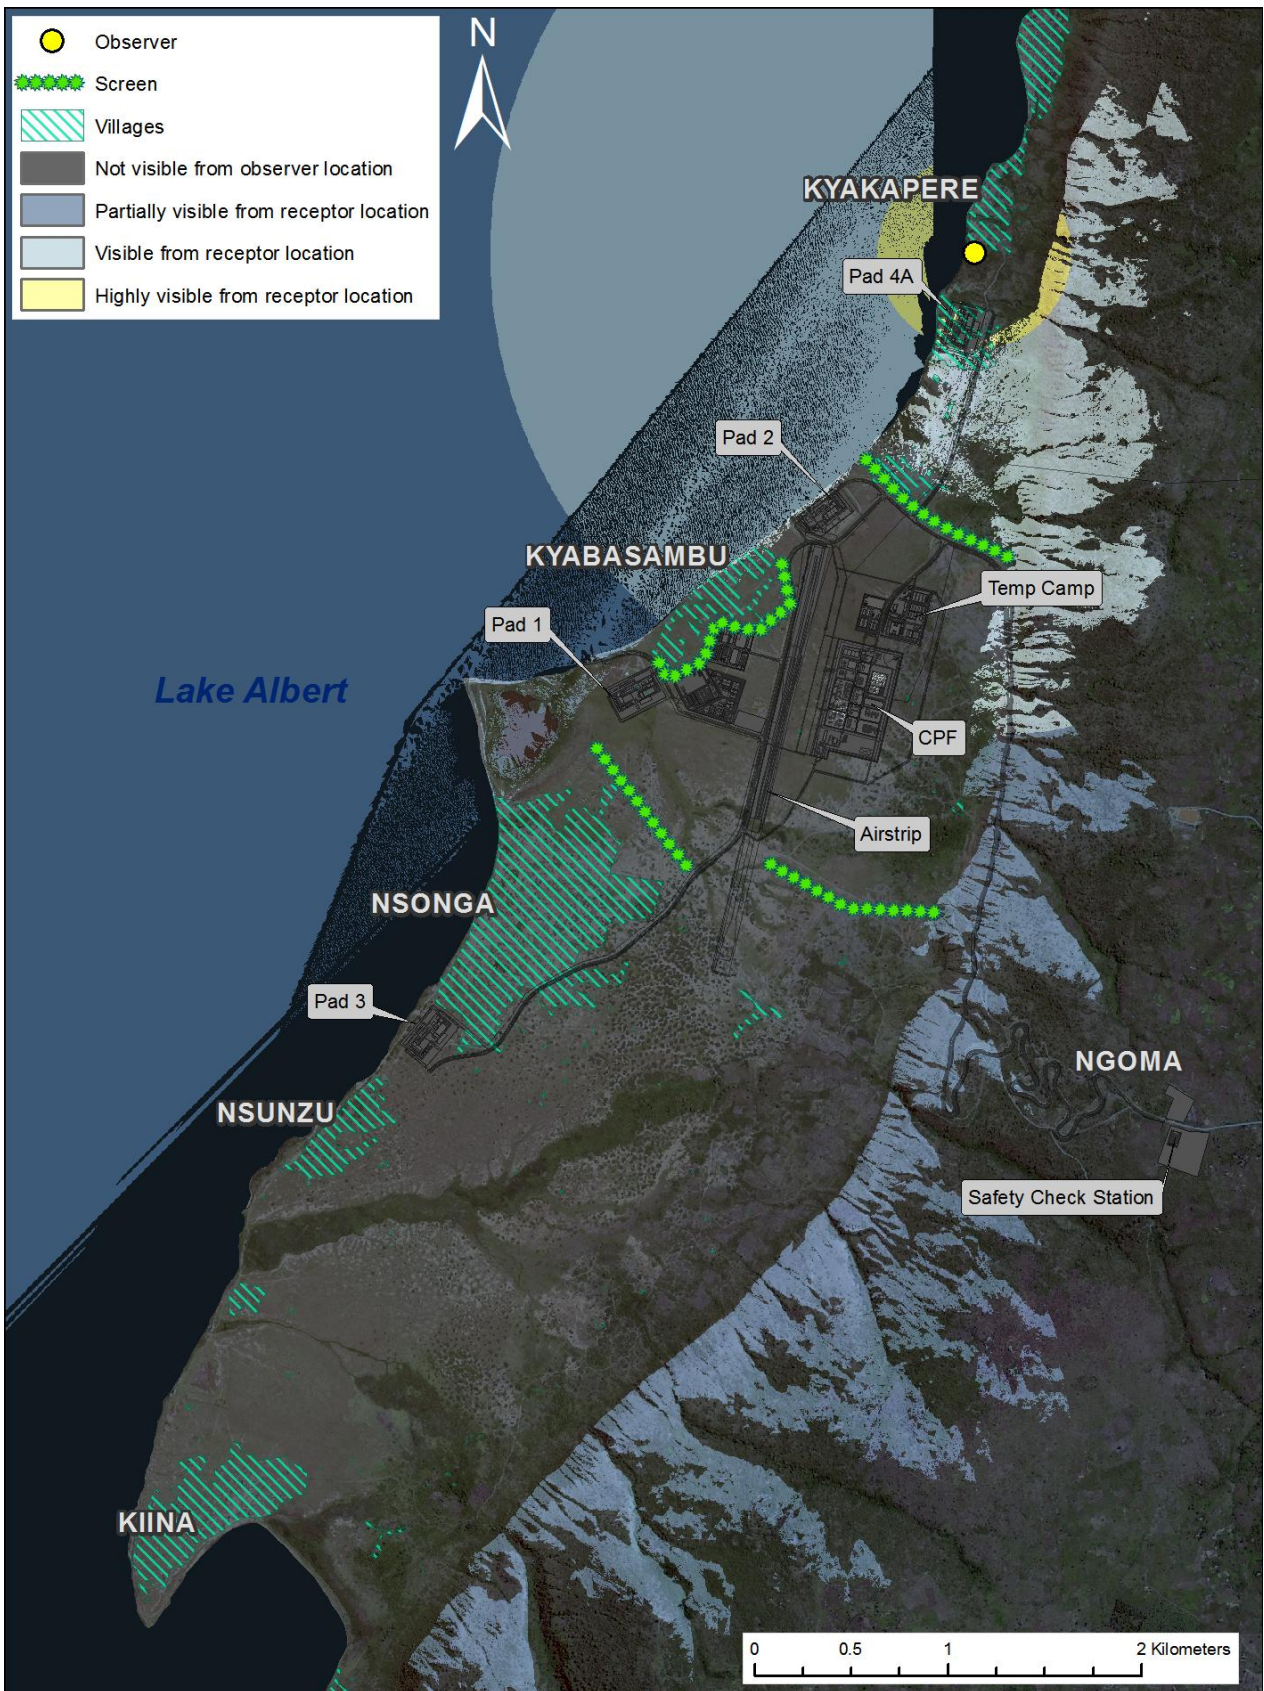 Observer
Screen
Villages
Not visible from observer location
Partially visible from receptor location
Visible from receptor location
Highly visible from receptor location
N
KYAKAPERE
Pad 4A
Pad 2
KYABASAMBU
Temp Camp
Pad 1
Lake Albert
CPF
Airstrip
NSONGA
Pad 3
NGOMA
NSUNZU
Safety Check Station
KIINA
0 0.5 1 2 Kilometers